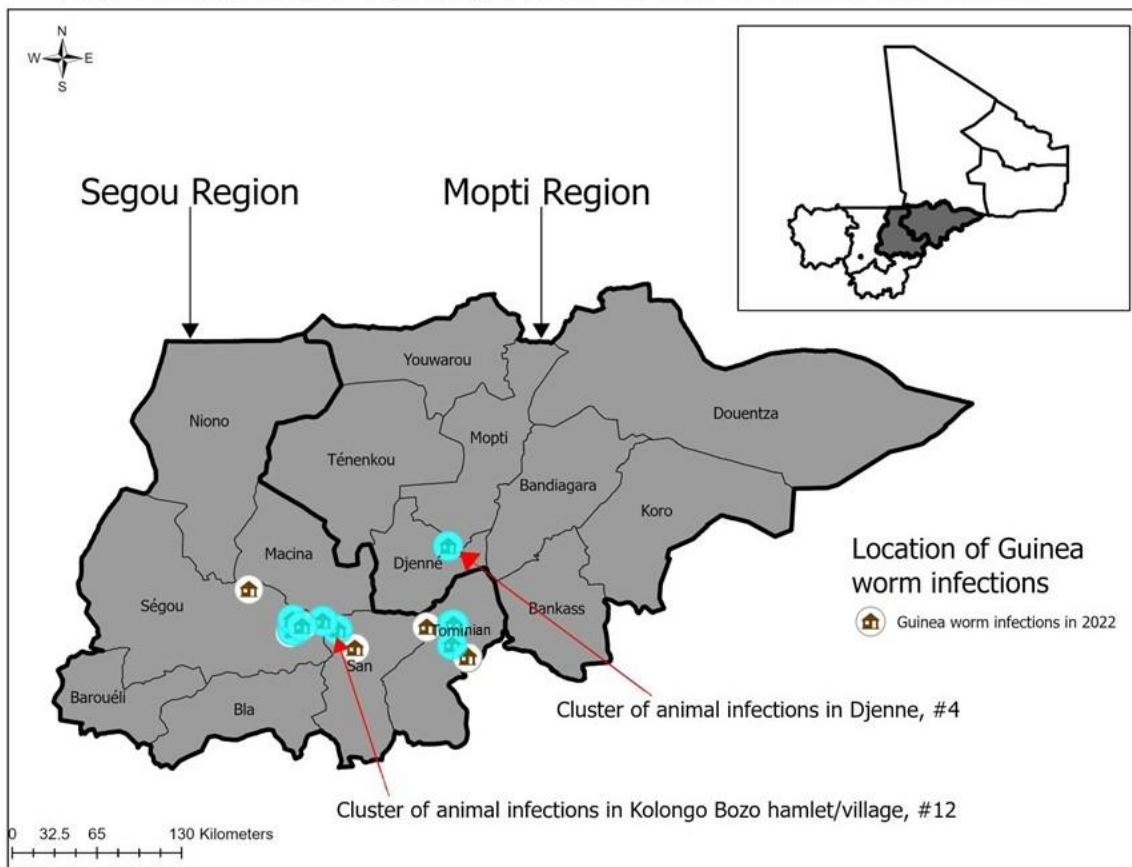 N
W E
S
Segou Region
Mopti Region
Youwarou
Niono
Douentza
Mopti
Ténenkou
Bandiagara
Koro
Macina
Djenné
Location of Guinea
worm infections
Ségou
Bankass
Guinea worm infections in 2022
Tominian
San
Barouéli
Bla
Cluster of animal infections in Djenne, #4
Cluster of animal infections in Kolongo Bozo hamlet/village, #12
0 32.5 65 130 Kilometers